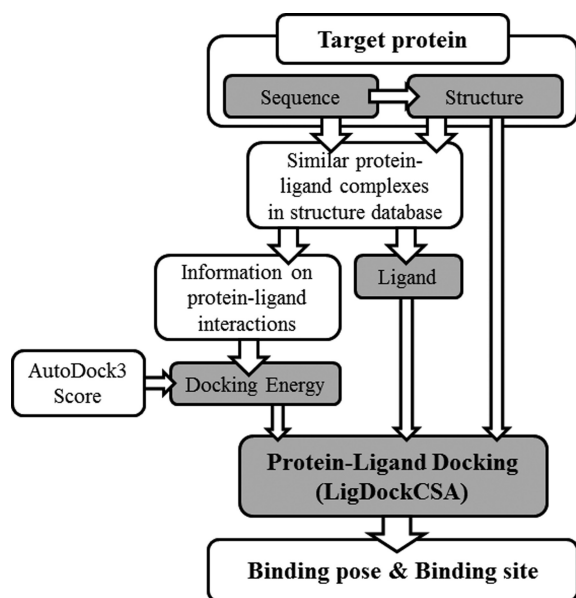 Target protein
Sequence
Structure
Similar protein-
ligand complexes
in structure database
Information on
protein-ligand
interactions
Ligand
AutoDock3
Score
Docking Energy
Protein-Ligand Docking
(LigDockCSA)
Binding pose & Binding site